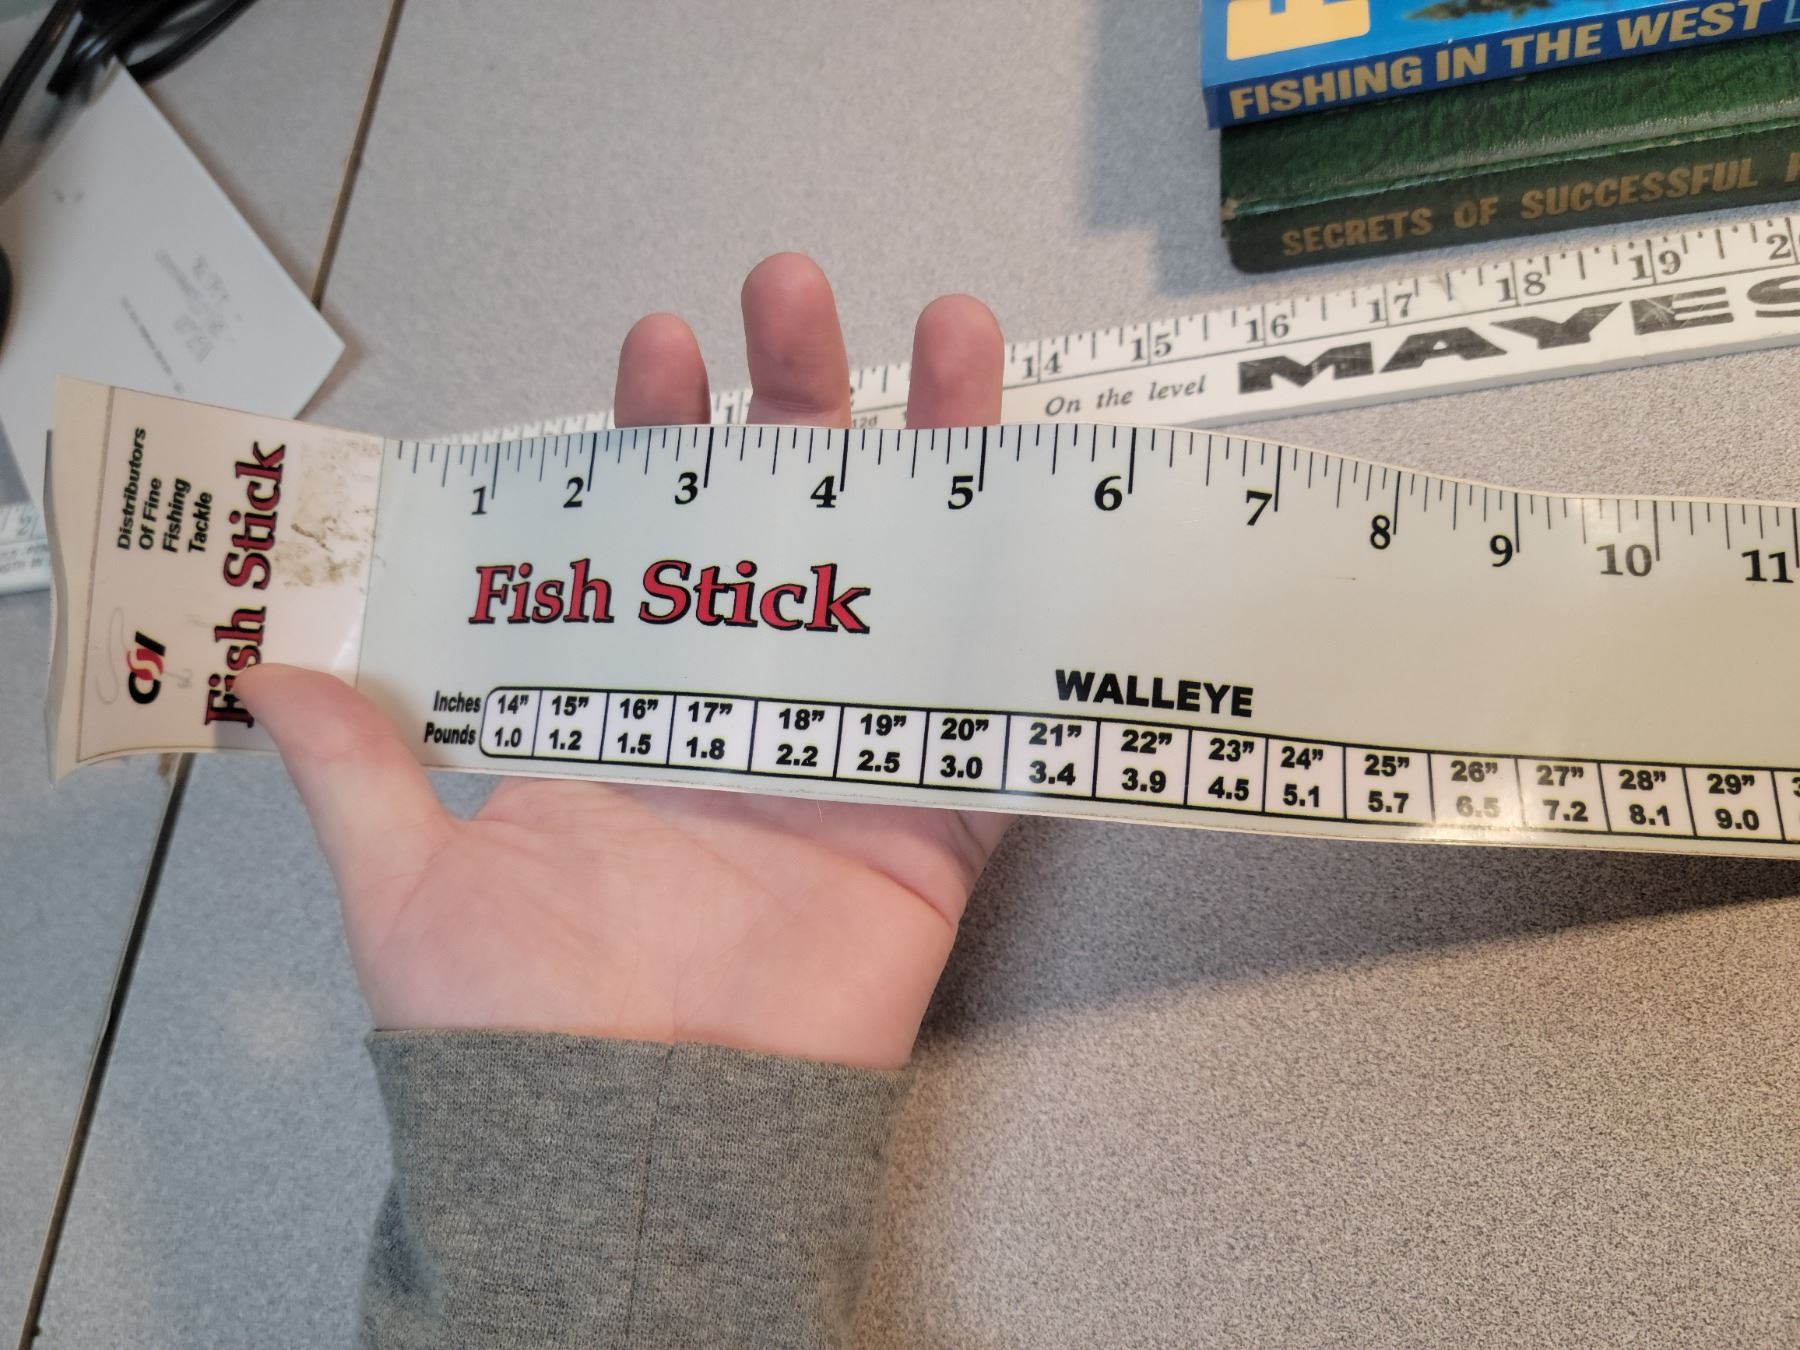 FISHING IN THE WEST
SECRETS OF SUCCESSFUL
14 15 16 17 18 19
On the level MAYES
Distributors
Of Fine
Fishing
Tackle
Fish Stick
1 2 3 4 5 6 7 8 9 10 11
Fish Stick
WALLEYE
Inches 14" 15" 16" 17" 18" 19" 20" 21" 22" 23" 24" 25" 26" 27" 28" 29"
Pounds 1.0 1.2 1.5 1.8 2.2 2.5 3.0 3.4 3.9 4.5 5.1 5.7 6.5 7.2 8.1 9.0